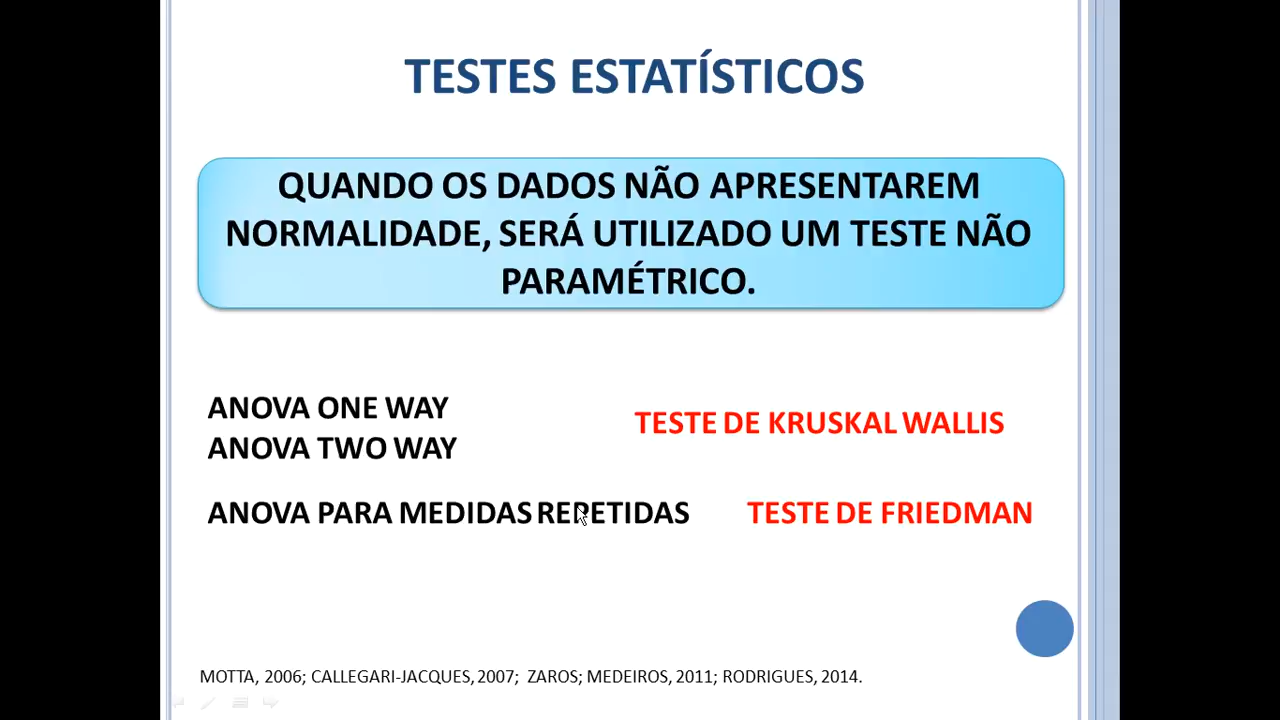 TESTES ESTATÍSTICOS
QUANDO OS DADOS NÃO APRESENTAREM
NORMALIDADE, SERÁ UTILIZADO UM TESTE NÃO
PARAMÉTRICO.
ANOVA ONE WAY
ANOVA TWO WAY
TESTE DE KRUSKAL WALLIS
ANOVA PARA MEDIDAS REPETIDAS
TESTE DE FRIEDMAN
MOTTA, 2006; CALLEGARI-JACQUES, 2007; ZAROS; MEDEIROS, 2011; RODRIGUES, 2014.